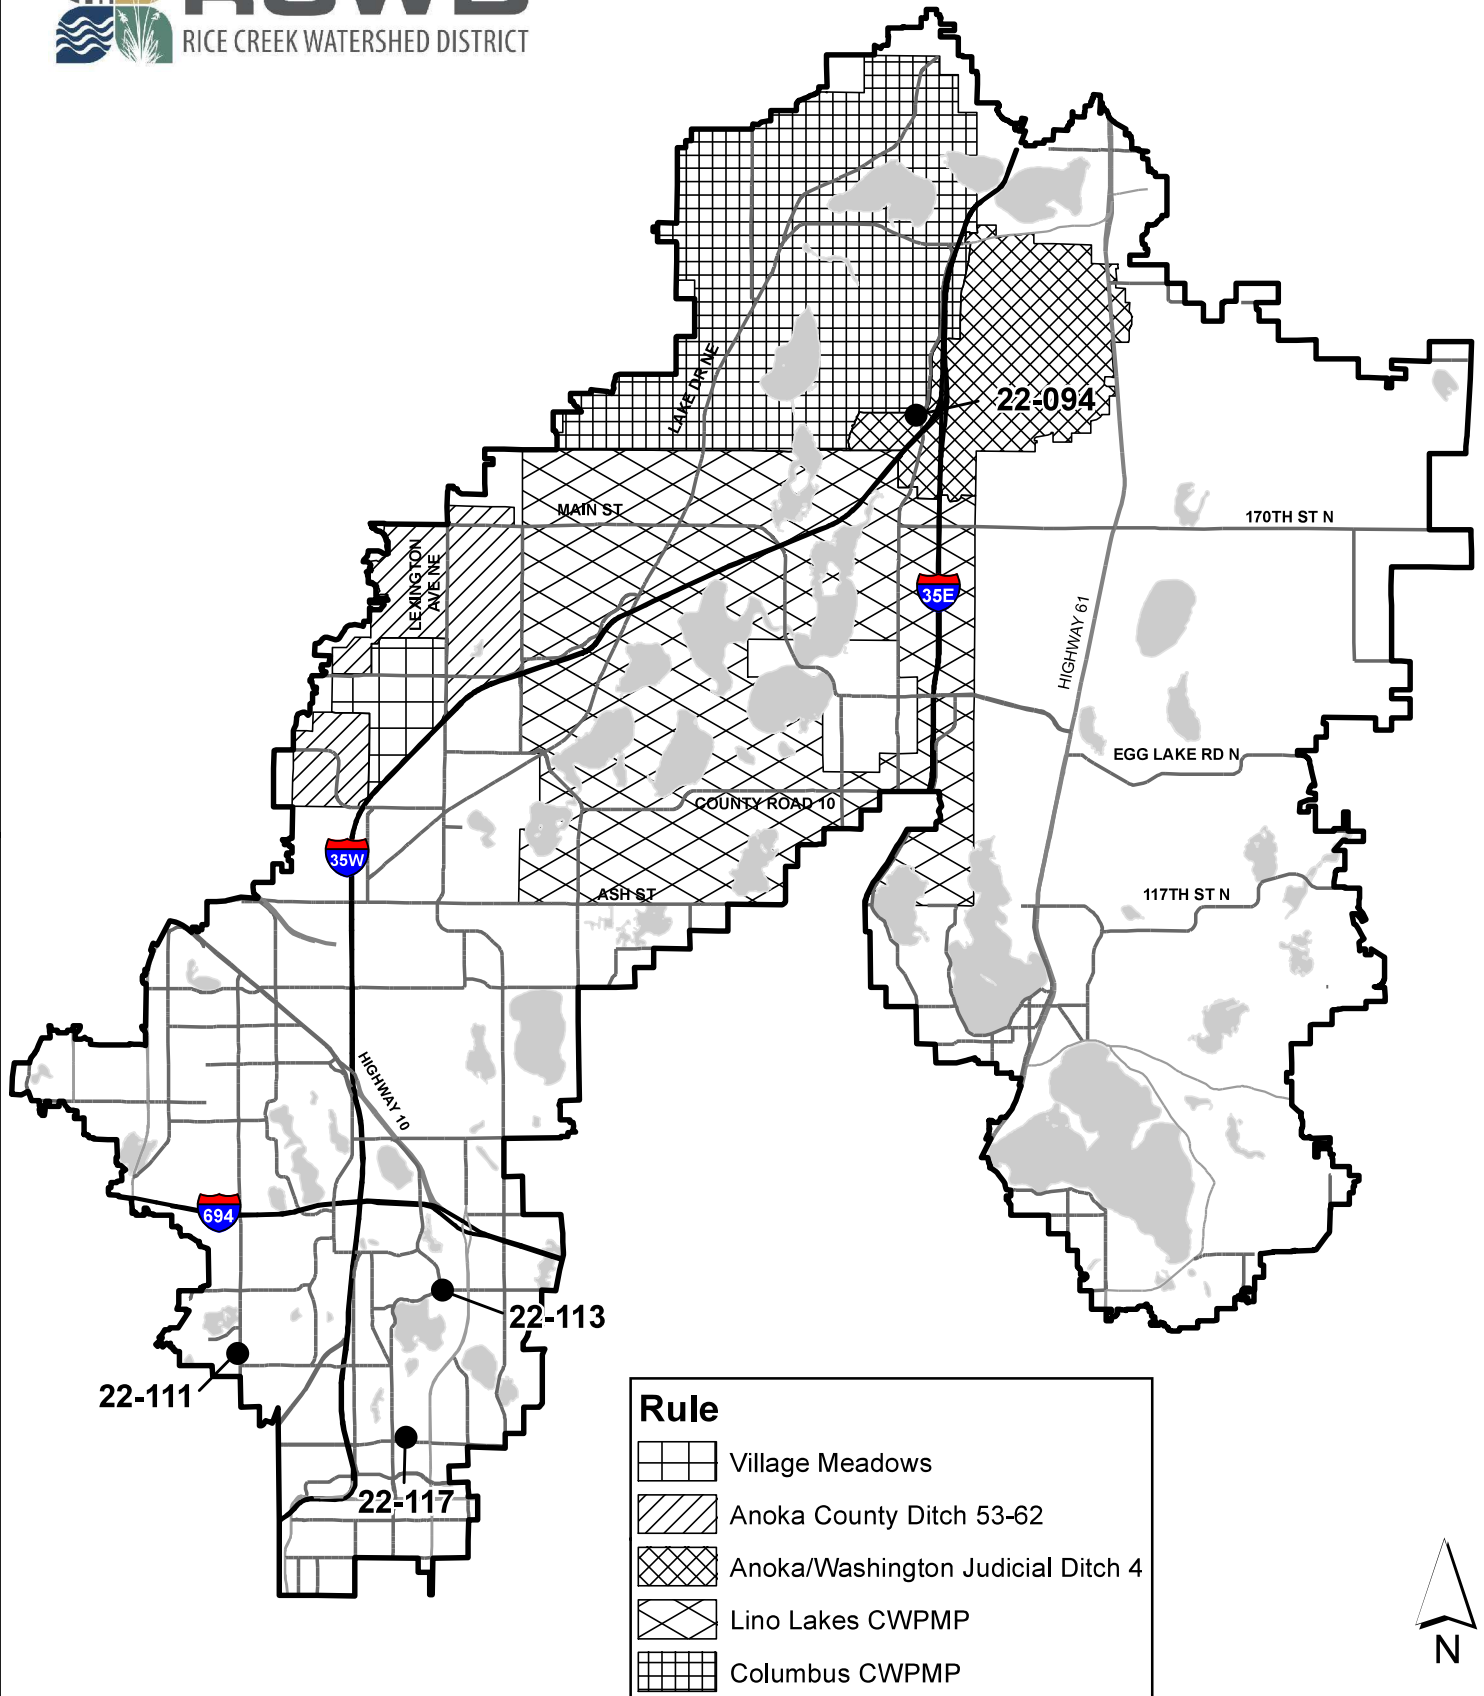 RCWD
RICE CREEK WATERSHED DISTRICT
LAKE DR NE
22-094
MAIN ST
170TH ST N
LEXINGTON
AVE NE
35E
HIGHWAY 61
EGG LAKE RD N
COUNTY ROAD 10
35W
ASH ST
117TH ST N
HIGHWAY 10
694
22-113
22-111
22-117
Rule
Village Meadows
Anoka County Ditch 53-62
Anoka/Washington Judicial Ditch 4
Lino Lakes CWPMP
Columbus CWPMP
N